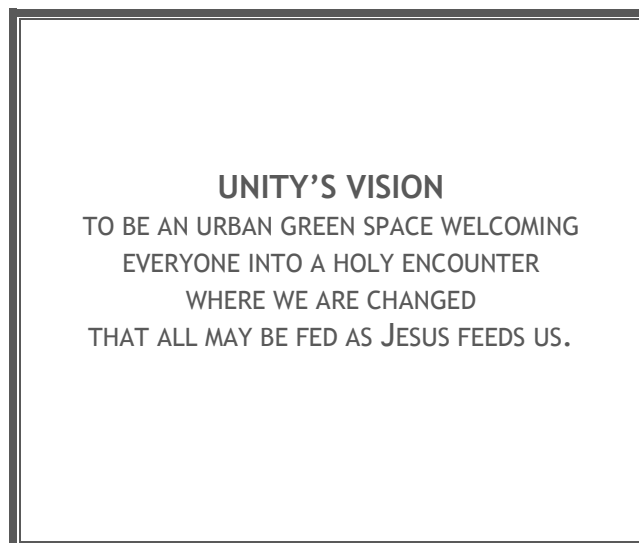 UNITY’S VISION
TO BE AN URBAN GREEN SPACE WELCOMING
EVERYONE INTO A HOLY ENCOUNTER
WHERE WE ARE CHANGED
THAT ALL MAY BE FED AS JESUS FEEDS US.